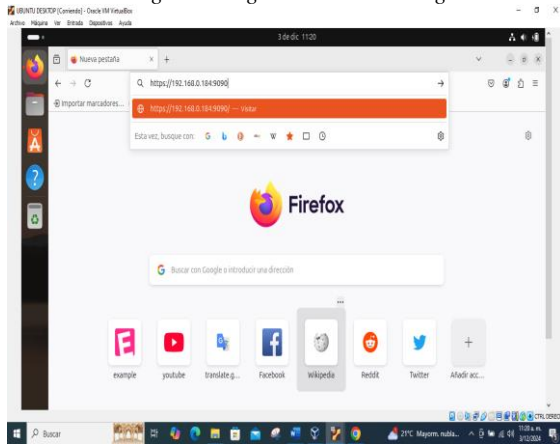 UBUNTU DESKTOP [Corriendo] - Oracle VM VirtualBox
Archivo Máquina Ver Entrada Dispositivos Ayuda
3 de dic 11:20
Nueva pestaña
https://192.168.0.184:9090
Importar marcadores...
https://192.168.0.184:9090/ — Visitar
Esta vez, busque con:
Firefox
Buscar con Google o introducir una dirección
example
youtube
translate.g...
Facebook
Wikipedia
Reddit
Twitter
Añadir acc...
CTRL DERECHO
Buscar
21°C Mayorm. nubla...
11:20 a. m.
3/12/2024